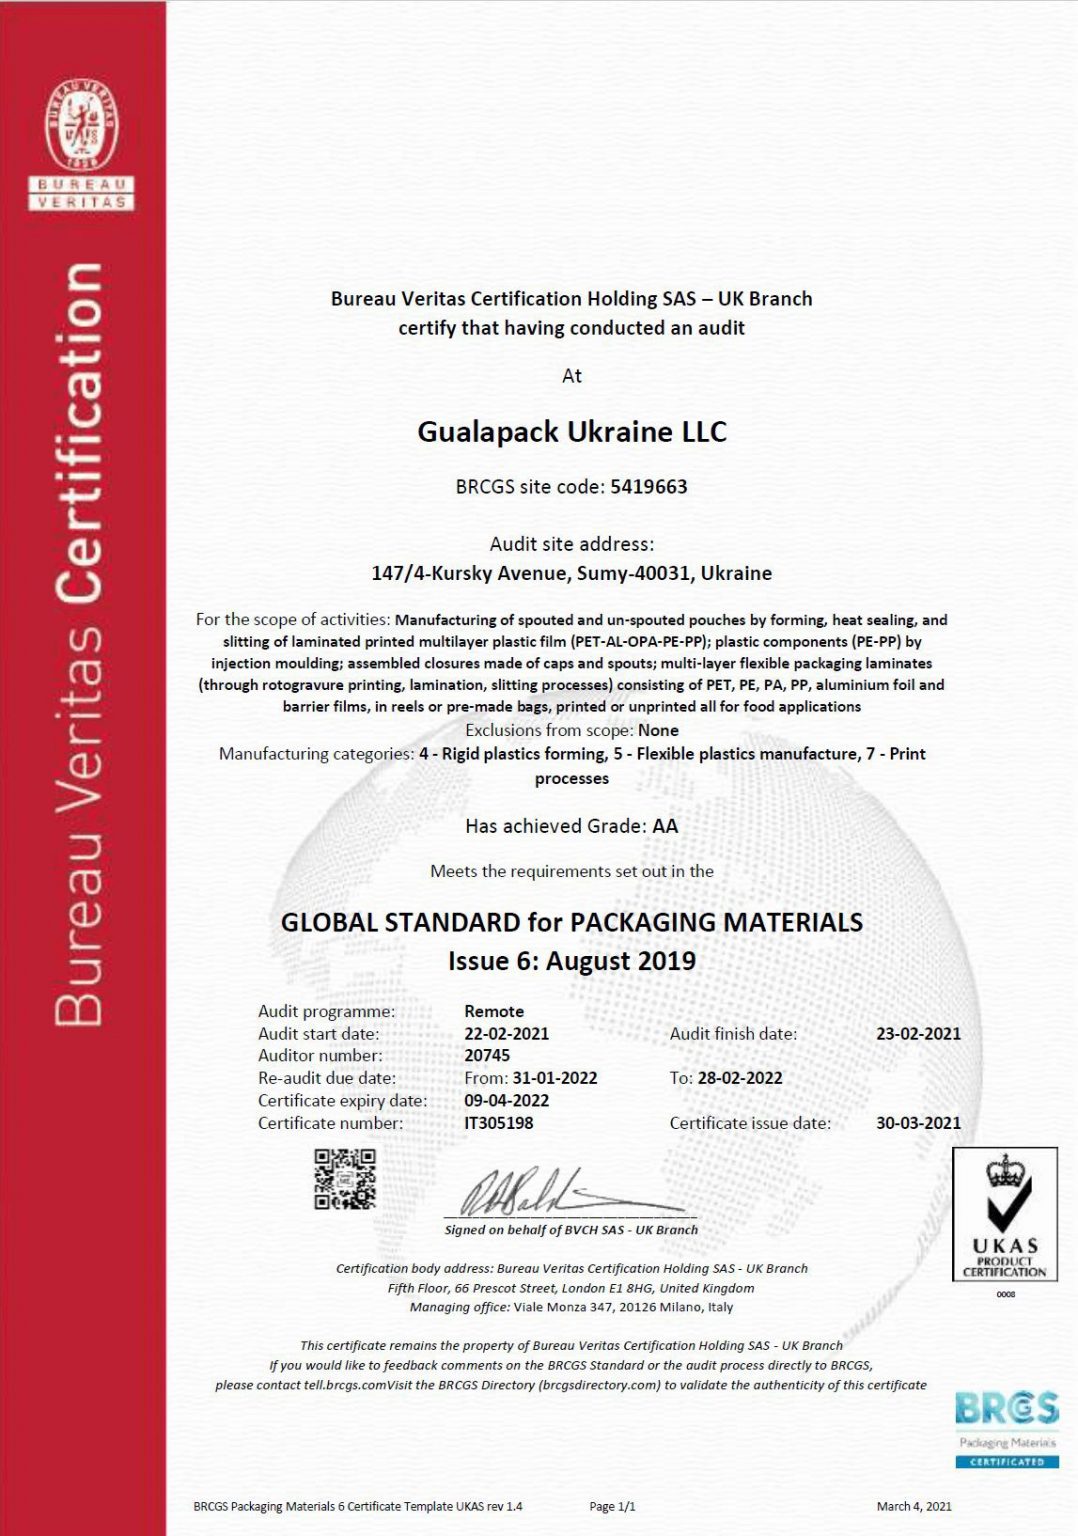 BUREAU VERITAS
1828
BUREAU
VERITAS
Bureau Veritas Certification
Bureau Veritas Certification Holding SAS – UK Branch
certify that having conducted an audit
At
Gualapack Ukraine LLC
BRCGS site code: 5419663
Audit site address:
147/4-Kursky Avenue, Sumy-40031, Ukraine
For the scope of activities: Manufacturing of spouted and un-spouted pouches by forming, heat sealing, and
slitting of laminated printed multilayer plastic film (PET-AL-OPA-PE-PP); plastic components (PE-PP) by
injection moulding; assembled closures made of caps and spouts; multi-layer flexible packaging laminates
(through rotogravure printing, lamination, slitting processes) consisting of PET, PE, PA, PP, aluminium foil and
barrier films, in reels or pre-made bags, printed or unprinted all for food applications
Exclusions from scope: None
Manufacturing categories: 4 - Rigid plastics forming, 5 - Flexible plastics manufacture, 7 - Print
processes
Has achieved Grade: AA
Meets the requirements set out in the
GLOBAL STANDARD for PACKAGING MATERIALS
Issue 6: August 2019
Audit programme: Remote
Audit start date: 22-02-2021 Audit finish date: 23-02-2021
Auditor number: 20745
Re-audit due date: From: 31-01-2022 To: 28-02-2022
Certificate expiry date: 09-04-2022
Certificate number: IT305198 Certificate issue date: 30-03-2021
Signed on behalf of BVCH SAS - UK Branch
UKAS
PRODUCT
CERTIFICATION
0008
Certification body address: Bureau Veritas Certification Holding SAS - UK Branch
Fifth Floor, 66 Prescot Street, London E1 8HG, United Kingdom
Managing office: Viale Monza 347, 20126 Milano, Italy
This certificate remains the property of Bureau Veritas Certification Holding SAS - UK Branch
If you would like to feedback comments on the BRCGS Standard or the audit process directly to BRCGS,
please contact tell.brcgs.comVisit the BRCGS Directory (brcgsdirectory.com) to validate the authenticity of this certificate
BRCGS
Packaging Materials
CERTIFICATED
BRCGS Packaging Materials 6 Certificate Template UKAS rev 1.4 Page 1/1 March 4, 2021